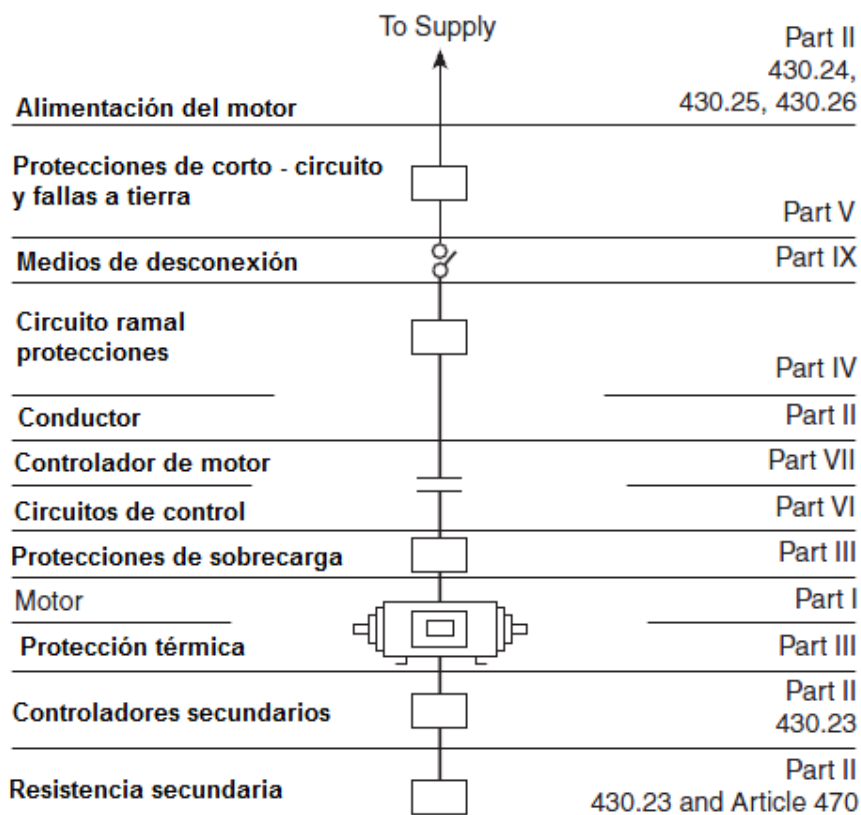 To Supply
Part II
430.24,
Alimentación del motor
430.25, 430.26
Protecciones de corto - circuito
y fallas a tierra
Part V
Medios de desconexión
Part IX
Circuito ramal
protecciones
Part IV
Conductor
Part II
Controlador de motor
Part VII
Circuitos de control
Part VI
Protecciones de sobrecarga
Part III
Motor
Part I
Protección térmica
Part III
Controladores secundarios
Part II
430.23
Resistencia secundaria
Part II
430.23 and Article 470